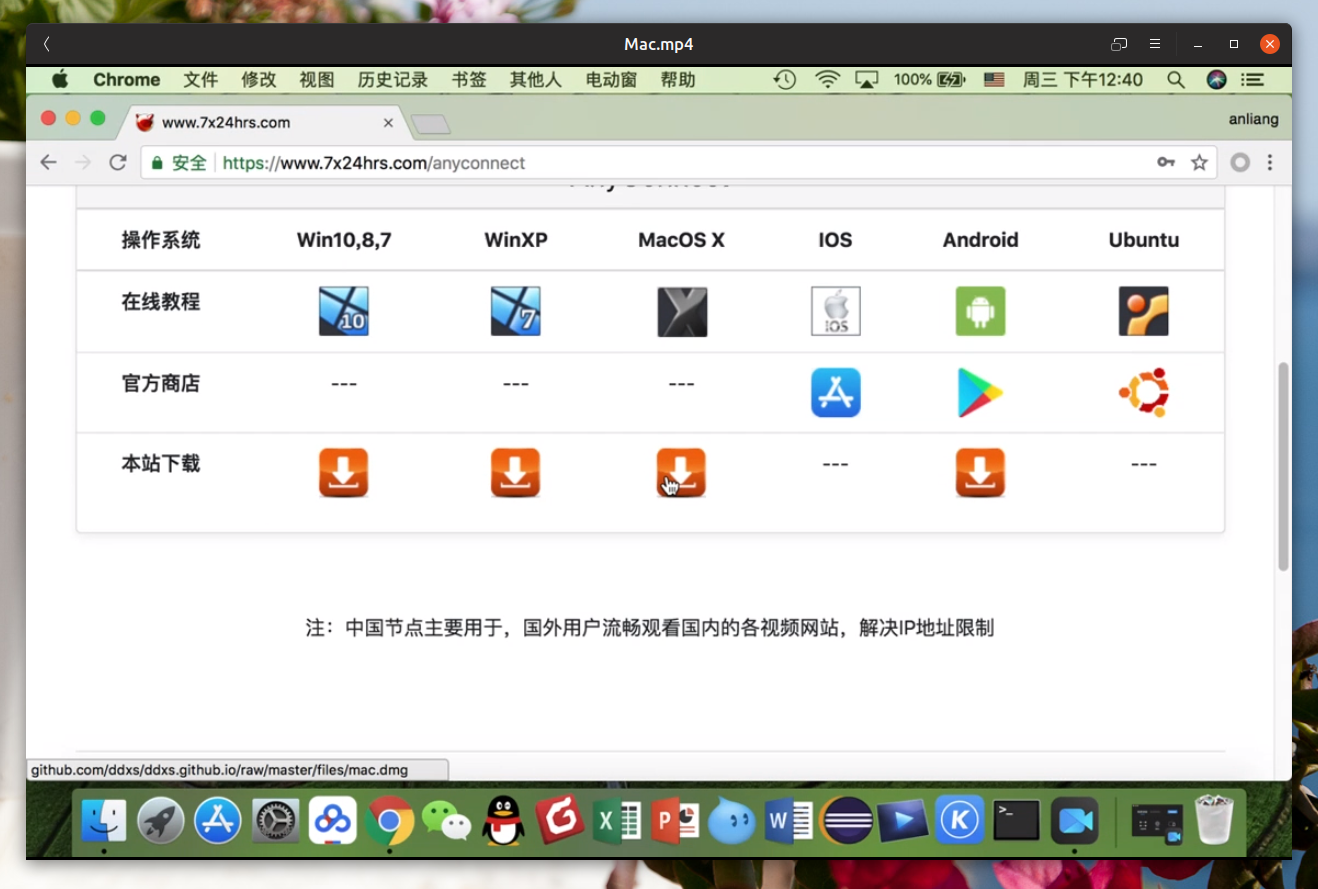 Mac.mp4
Chrome 文件 修改 视图 历史记录 书签 其他人 电动窗 帮助 100% 周三 下午12:40
www.7x24hrs.com
anliang
安全 https://www.7x24hrs.com/anyconnect
AnyConnect
操作系统 Win10,8,7 WinXP MacOS X IOS Android Ubuntu
在线教程 10 7 X IOS
官方商店 --- --- ---
本站下载 --- ---
注：中国节点主要用于，国外用户流畅观看国内的各视频网站，解决IP地址限制
github.com/ddxs/ddxs.github.io/raw/master/files/mac.dmg
X P W K >_